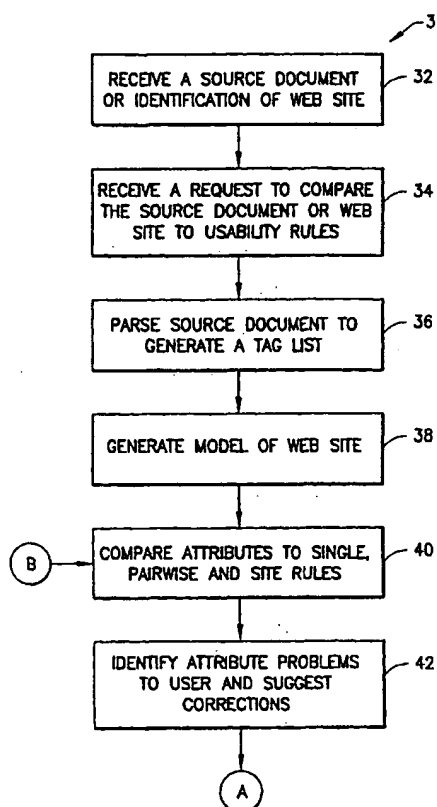 3
RECEIVE A SOURCE DOCUMENT
OR IDENTIFICATION OF WEB SITE
32
RECEIVE A REQUEST TO COMPARE
THE SOURCE DOCUMENT OR WEB
SITE TO USABILITY RULES
34
PARSE SOURCE DOCUMENT TO
GENERATE A TAG LIST
36
GENERATE MODEL OF WEB SITE
38
B
COMPARE ATTRIBUTES TO SINGLE,
PAIRWISE AND SITE RULES
40
IDENTIFY ATTRIBUTE PROBLEMS
TO USER AND SUGGEST
CORRECTIONS
42
A